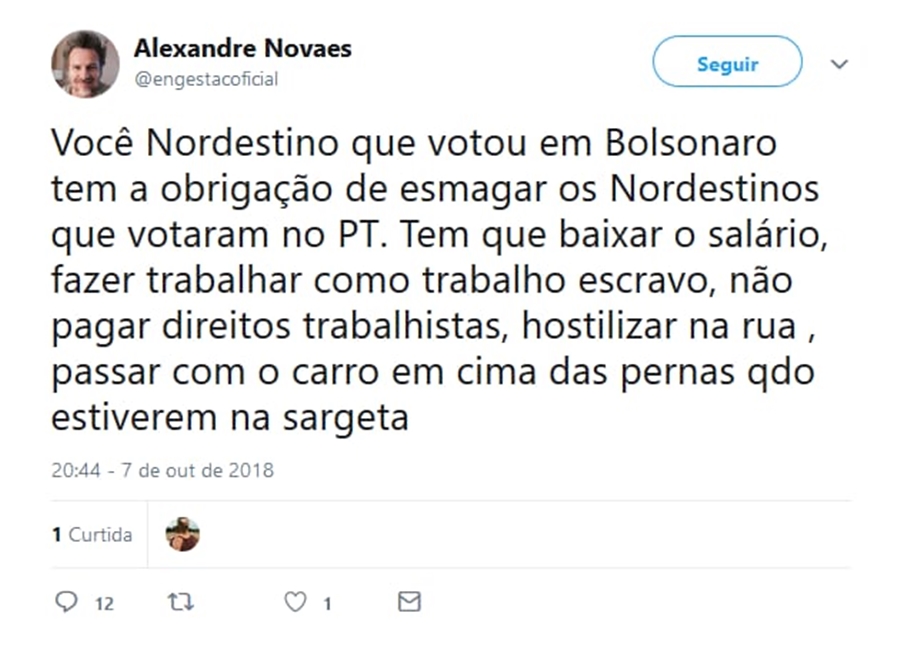 Alexandre Novaes
@engestacoficial
Seguir
Você Nordestino que votou em Bolsonaro
tem a obrigação de esmagar os Nordestinos
que votaram no PT. Tem que baixar o salário,
fazer trabalhar como trabalho escravo, não
pagar direitos trabalhistas, hostilizar na rua ,
passar com o carro em cima das pernas qdo
estiverem na sargeta
20:44 - 7 de out de 2018
1 Curtida
12 1